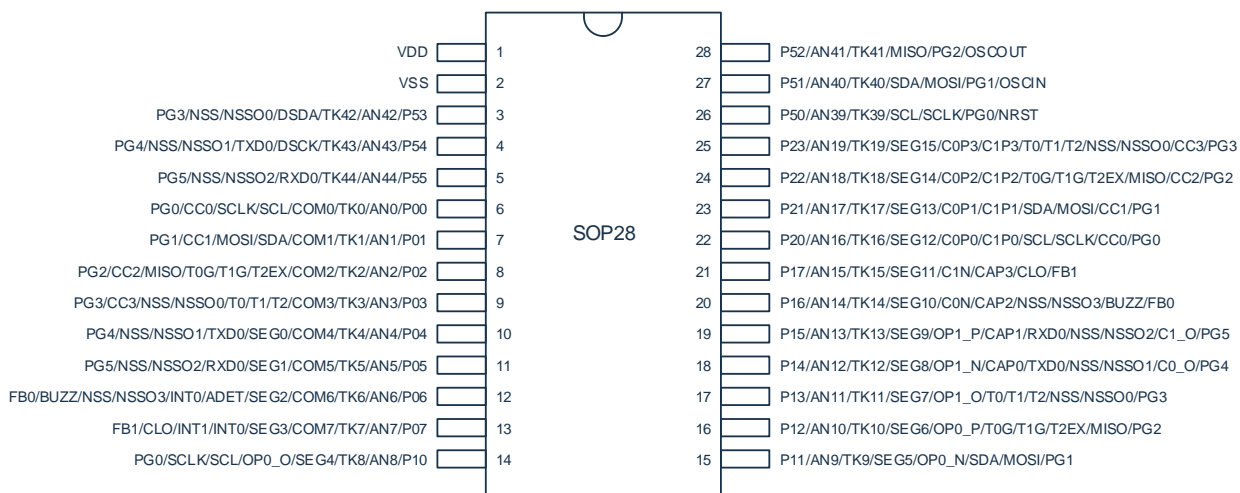 VDD 1 28 P52/AN41/TK41/MISO/PG2/OSCOUT
VSS 2 27 P51/AN40/TK40/SDA/MOSI/PG1/OSCIN
PG3/NSS/NSSO0/DSDA/TK42/AN42/P53 3 26 P50/AN39/TK39/SCL/SCLK/PG0/NRST
PG4/NSS/NSSO1/TXD0/DSCK/TK43/AN43/P54 4 25 P23/AN19/TK19/SEG15/C0P3/C1P3/T0/T1/T2/NSS/NSSO0/CC3/PG3
PG5/NSS/NSSO2/RXD0/TK44/AN44/P55 5 24 P22/AN18/TK18/SEG14/C0P2/C1P2/T0G/T1G/T2EX/MISO/CC2/PG2
PG0/CC0/SCLK/SCL/COM0/TK0/AN0/P00 6 23 P21/AN17/TK17/SEG13/C0P1/C1P1/SDA/MOSI/CC1/PG1
SOP28
PG1/CC1/MOSI/SDA/COM1/TK1/AN1/P01 7 22 P20/AN16/TK16/SEG12/C0P0/C1P0/SCL/SCLK/CC0/PG0
PG2/CC2/MISO/T0G/T1G/T2EX/COM2/TK2/AN2/P02 8 21 P17/AN15/TK15/SEG11/C1N/CAP3/CLO/FB1
PG3/CC3/NSS/NSSO0/T0/T1/T2/COM3/TK3/AN3/P03 9 20 P16/AN14/TK14/SEG10/C0N/CAP2/NSS/NSSO3/BUZZ/FB0
PG4/NSS/NSSO1/TXD0/SEG0/COM4/TK4/AN4/P04 10 19 P15/AN13/TK13/SEG9/OP1_P/CAP1/RXD0/NSS/NSSO2/C1_O/PG5
PG5/NSS/NSSO2/RXD0/SEG1/COM5/TK5/AN5/P05 11 18 P14/AN12/TK12/SEG8/OP1_N/CAP0/TXD0/NSS/NSSO1/C0_O/PG4
FB0/BUZZ/NSS/NSSO3/INT0/ADET/SEG2/COM6/TK6/AN6/P06 12 17 P13/AN11/TK11/SEG7/OP1_O/T0/T1/T2/NSS/NSSO0/PG3
FB1/CLO/INT1/INT0/SEG3/COM7/TK7/AN7/P07 13 16 P12/AN10/TK10/SEG6/OP0_P/T0G/T1G/T2EX/MISO/PG2
PG0/SCLK/SCL/OP0_O/SEG4/TK8/AN8/P10 14 15 P11/AN9/TK9/SEG5/OP0_N/SDA/MOSI/PG1